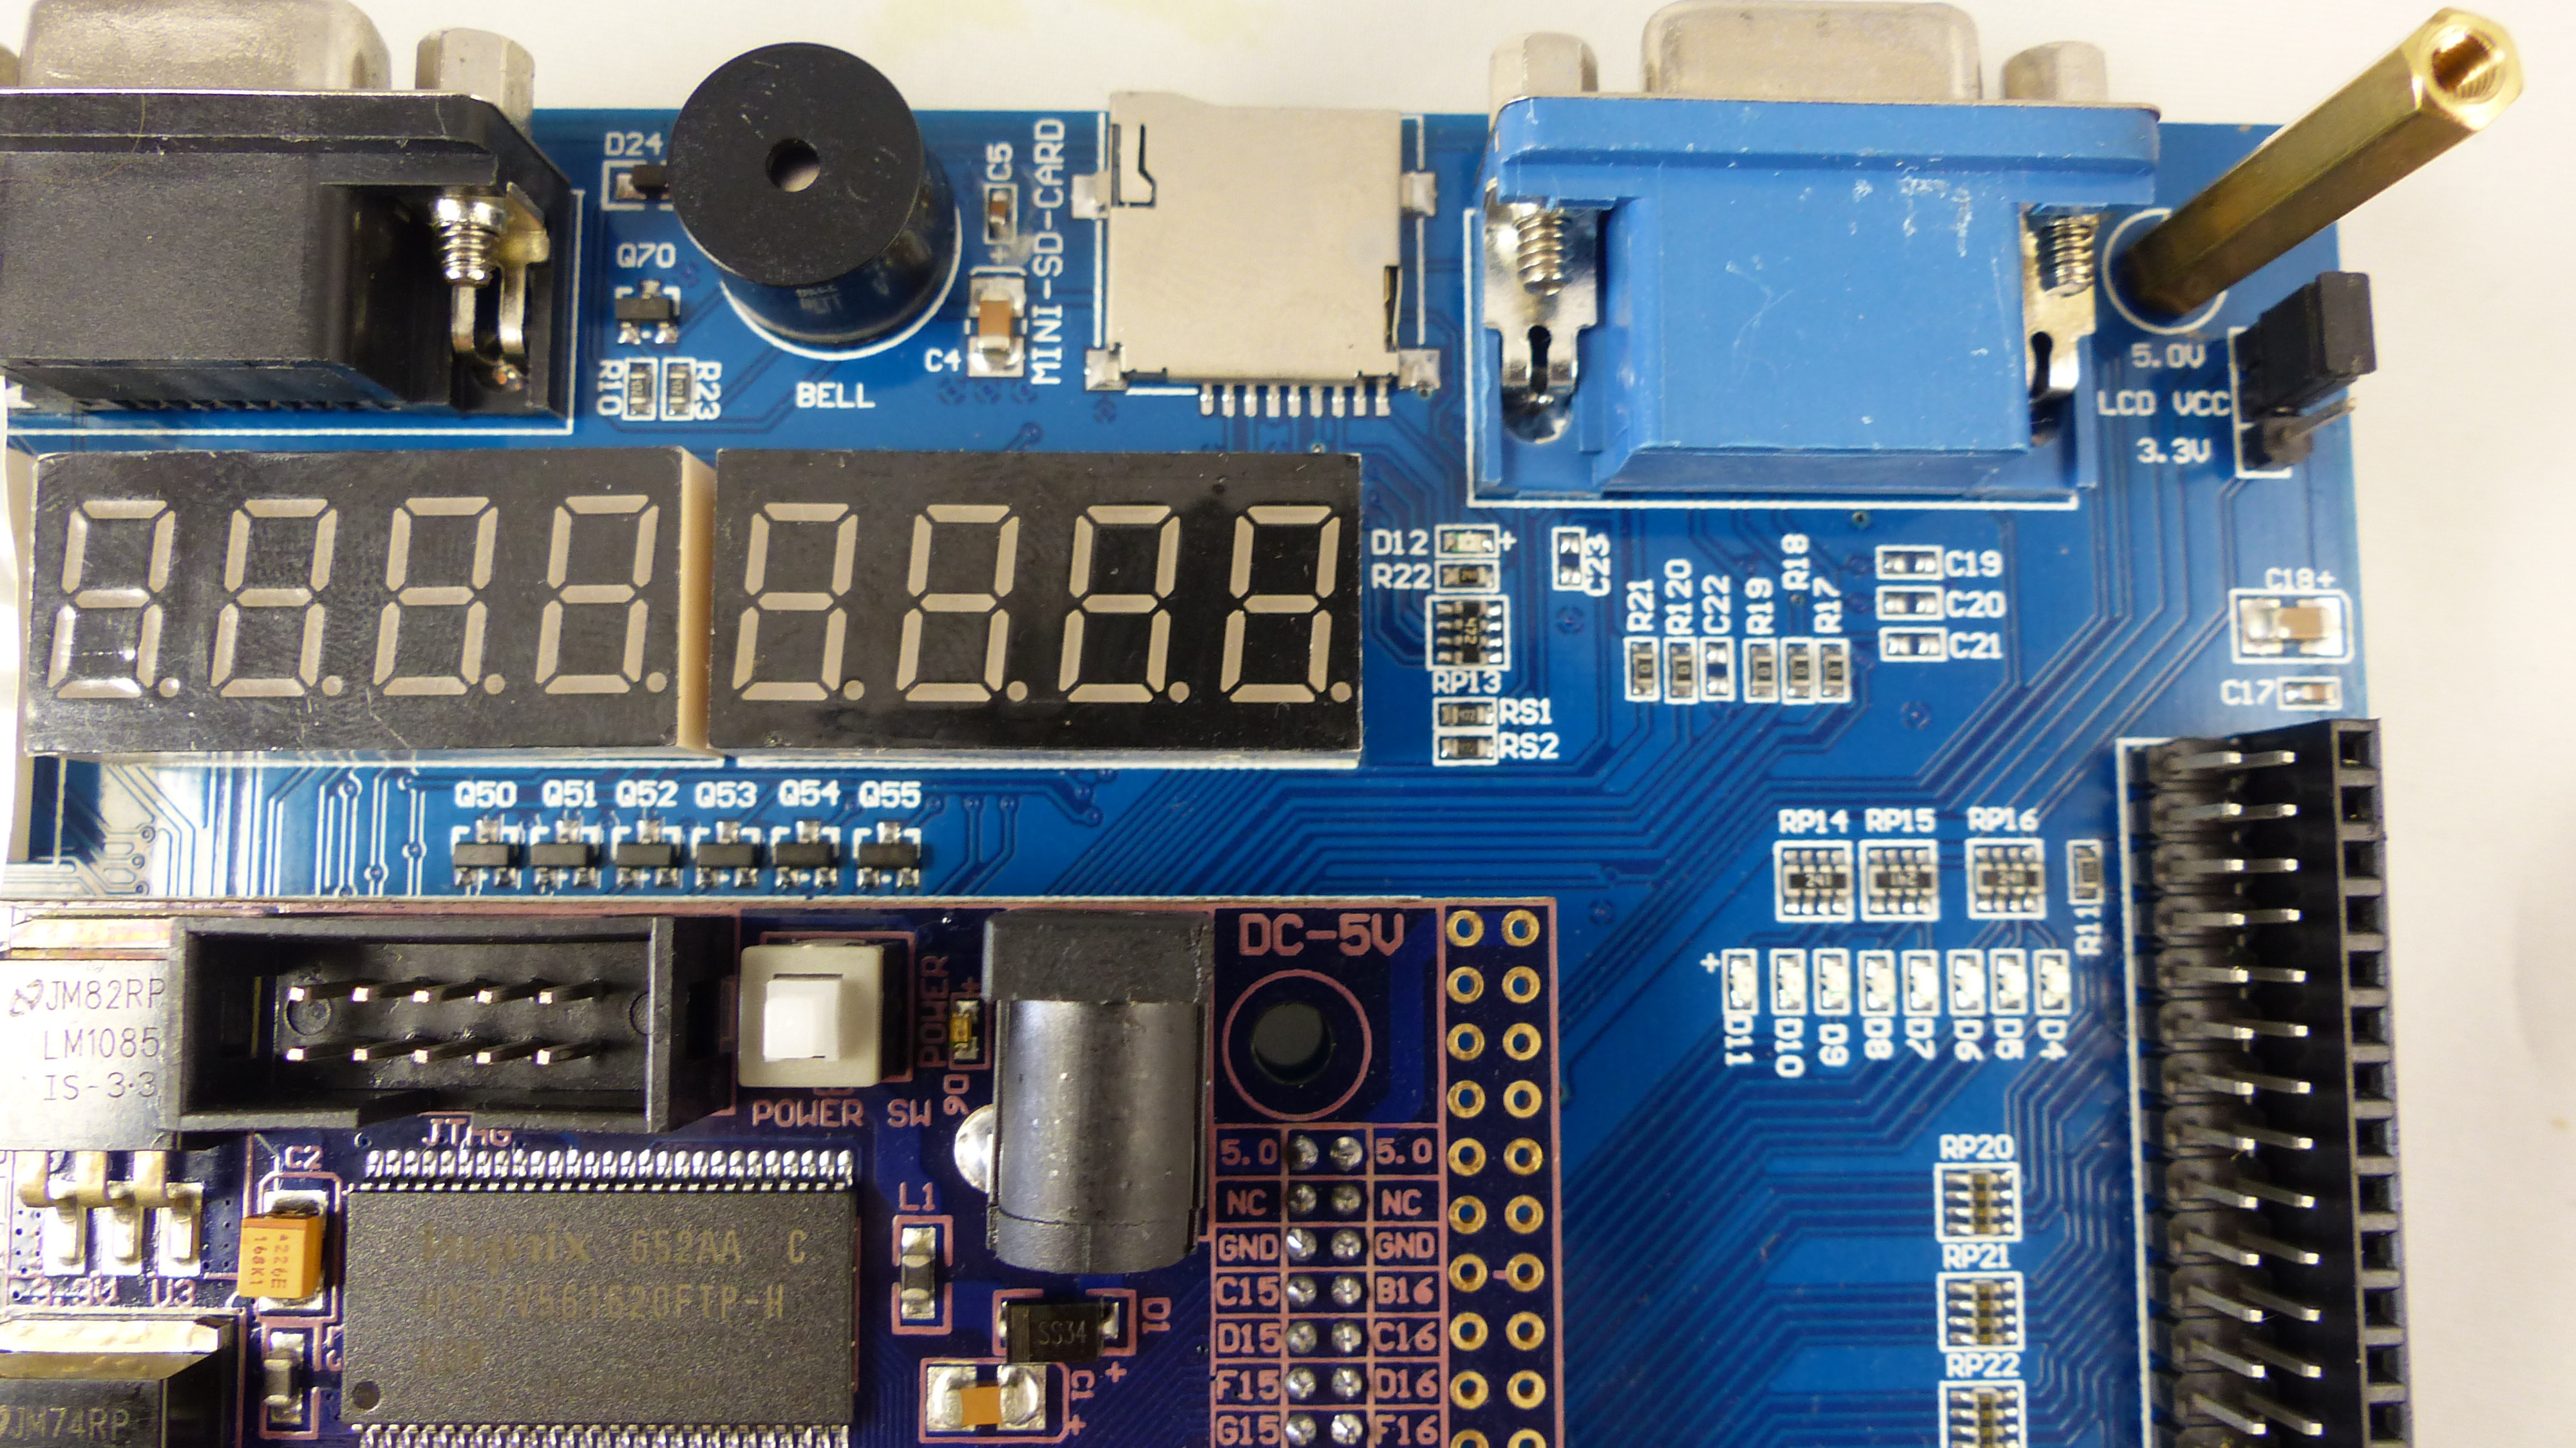 D24
C5
MINI-SD-CARD
Q70
C4
R10
R23
BELL
5.0V
LCD VCC
3.3V
D12
+
R22
C23
R21
R120
C22
R19
R18
R17
C19
C20
C21
C18+
C17
RP13
RS1
RS2
Q50 Q51 Q52 Q53 Q54 Q55
RP14 RP15 RP16
241
R11
+
D11 D10 D9 D8 D7 D6 D5 D4
RP20
RP21
RP22
JM82RP
LM1085
IS-3.3
JTAG
POWER
POWER SW
DC-5V
5.0 5.0
NC NC
GND GND
C15 B16
D15 C16
F15 D16
G15 F16
C2
U3
L1
652AA C
V561620FTP-H
SS34
D1
+
C1
+
JM74RP